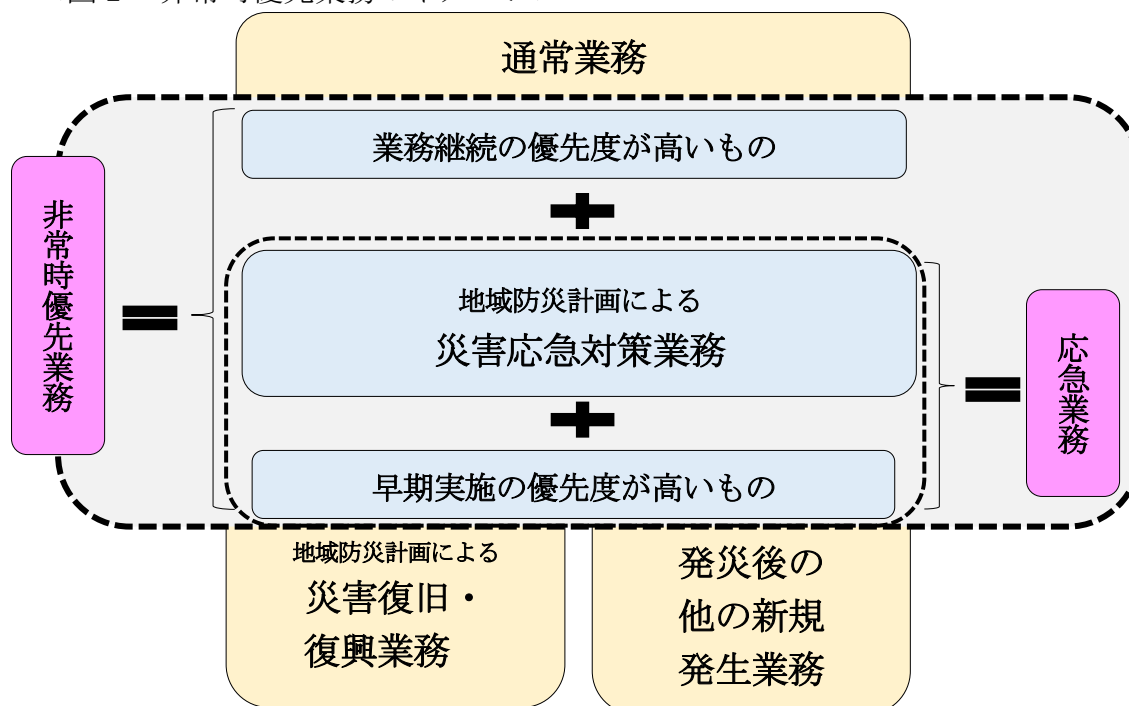 通常業務
業務継続の優先度が高いもの
非常時優先業務
地域防災計画による
災害応急対策業務
応急業務
早期実施の優先度が高いもの
地域防災計画による
災害復旧・
復興業務
発災後の
他の新規
発生業務